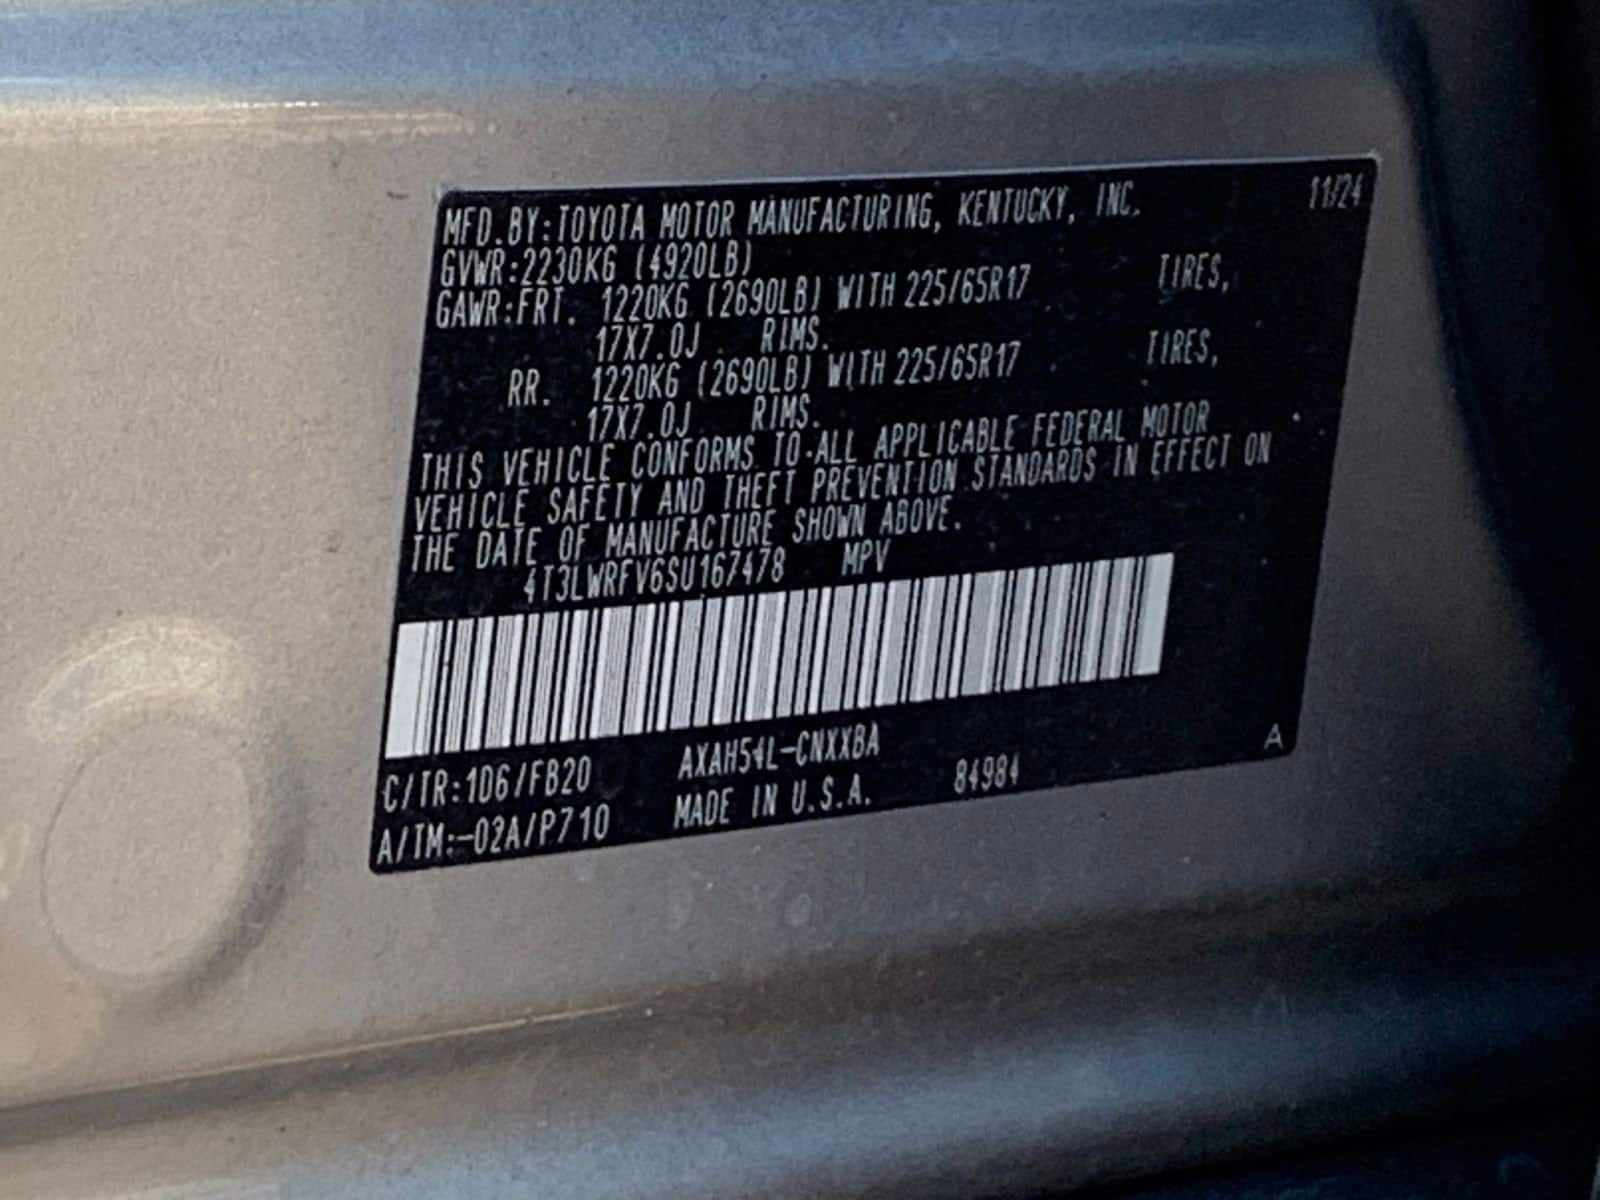 MFD.BY:TOYOTA MOTOR MANUFACTURING, KENTUCKY, INC. 11/24
GVWR:2230KG (4920LB)
GAWR:FRT. 1220KG (2690LB) WITH 225/65R17 TIRES,
17X7.0J RIMS.
RR. 1220KG (2690LB) WITH 225/65R17 TIRES,
17X7.0J RIMS.
THIS VEHICLE CONFORMS TO ALL APPLICABLE FEDERAL MOTOR
VEHICLE SAFETY AND THEFT PREVENTION STANDARDS IN EFFECT ON
THE DATE OF MANUFACTURE SHOWN ABOVE.
4T3LWRFV6SU167478 MPV
C/TR:1D6/FB20 AXAH54L-CNXXBA A
A/TM:-02A/P710 MADE IN U.S.A. 84984